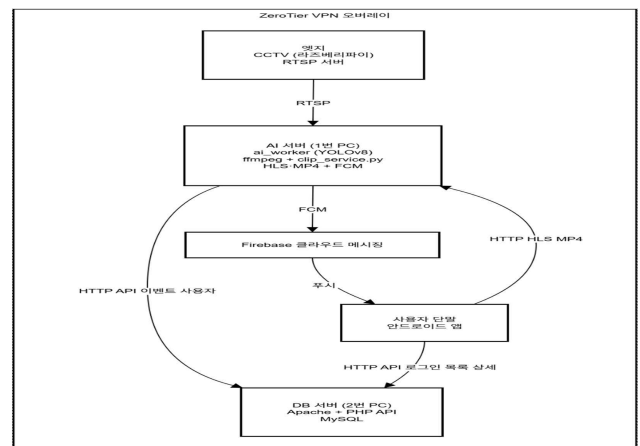 ZeroTier VPN 오버레이
엣지
CCTV (라즈베리파이)
RTSP 서버
RTSP
AI 서버 (1번 PC)
ai_worker (YOLOv8)
ffmpeg + clip_service.py
HLS·MP4 + FCM
FCM
HTTP HLS MP4
Firebase 클라우드 메시징
HTTP API 이벤트 사용자
푸시
사용자 단말
안드로이드 앱
HTTP API 로그인 목록 상세
DB 서버 (2번 PC)
Apache + PHP API
MySQL